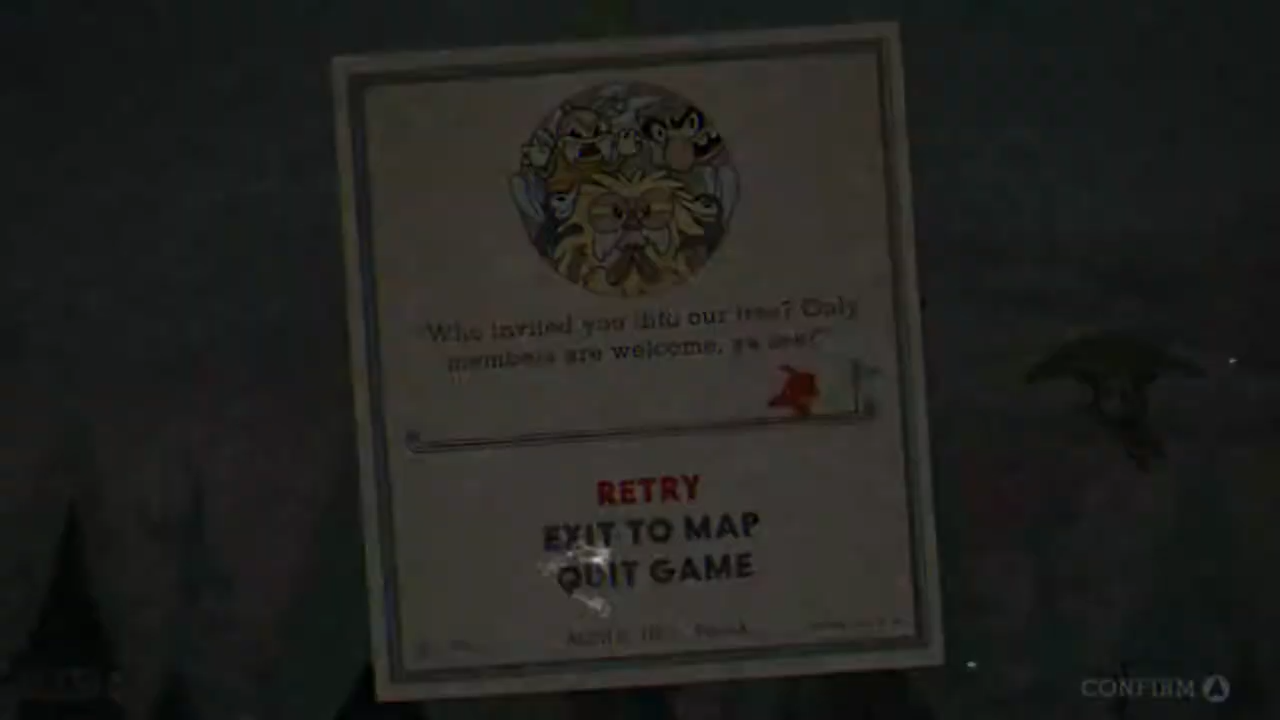 "Who invited you into our tree? Only
members are welcome, ya see!"
RETRY
EXIT TO MAP
QUIT GAME
CONFIRM